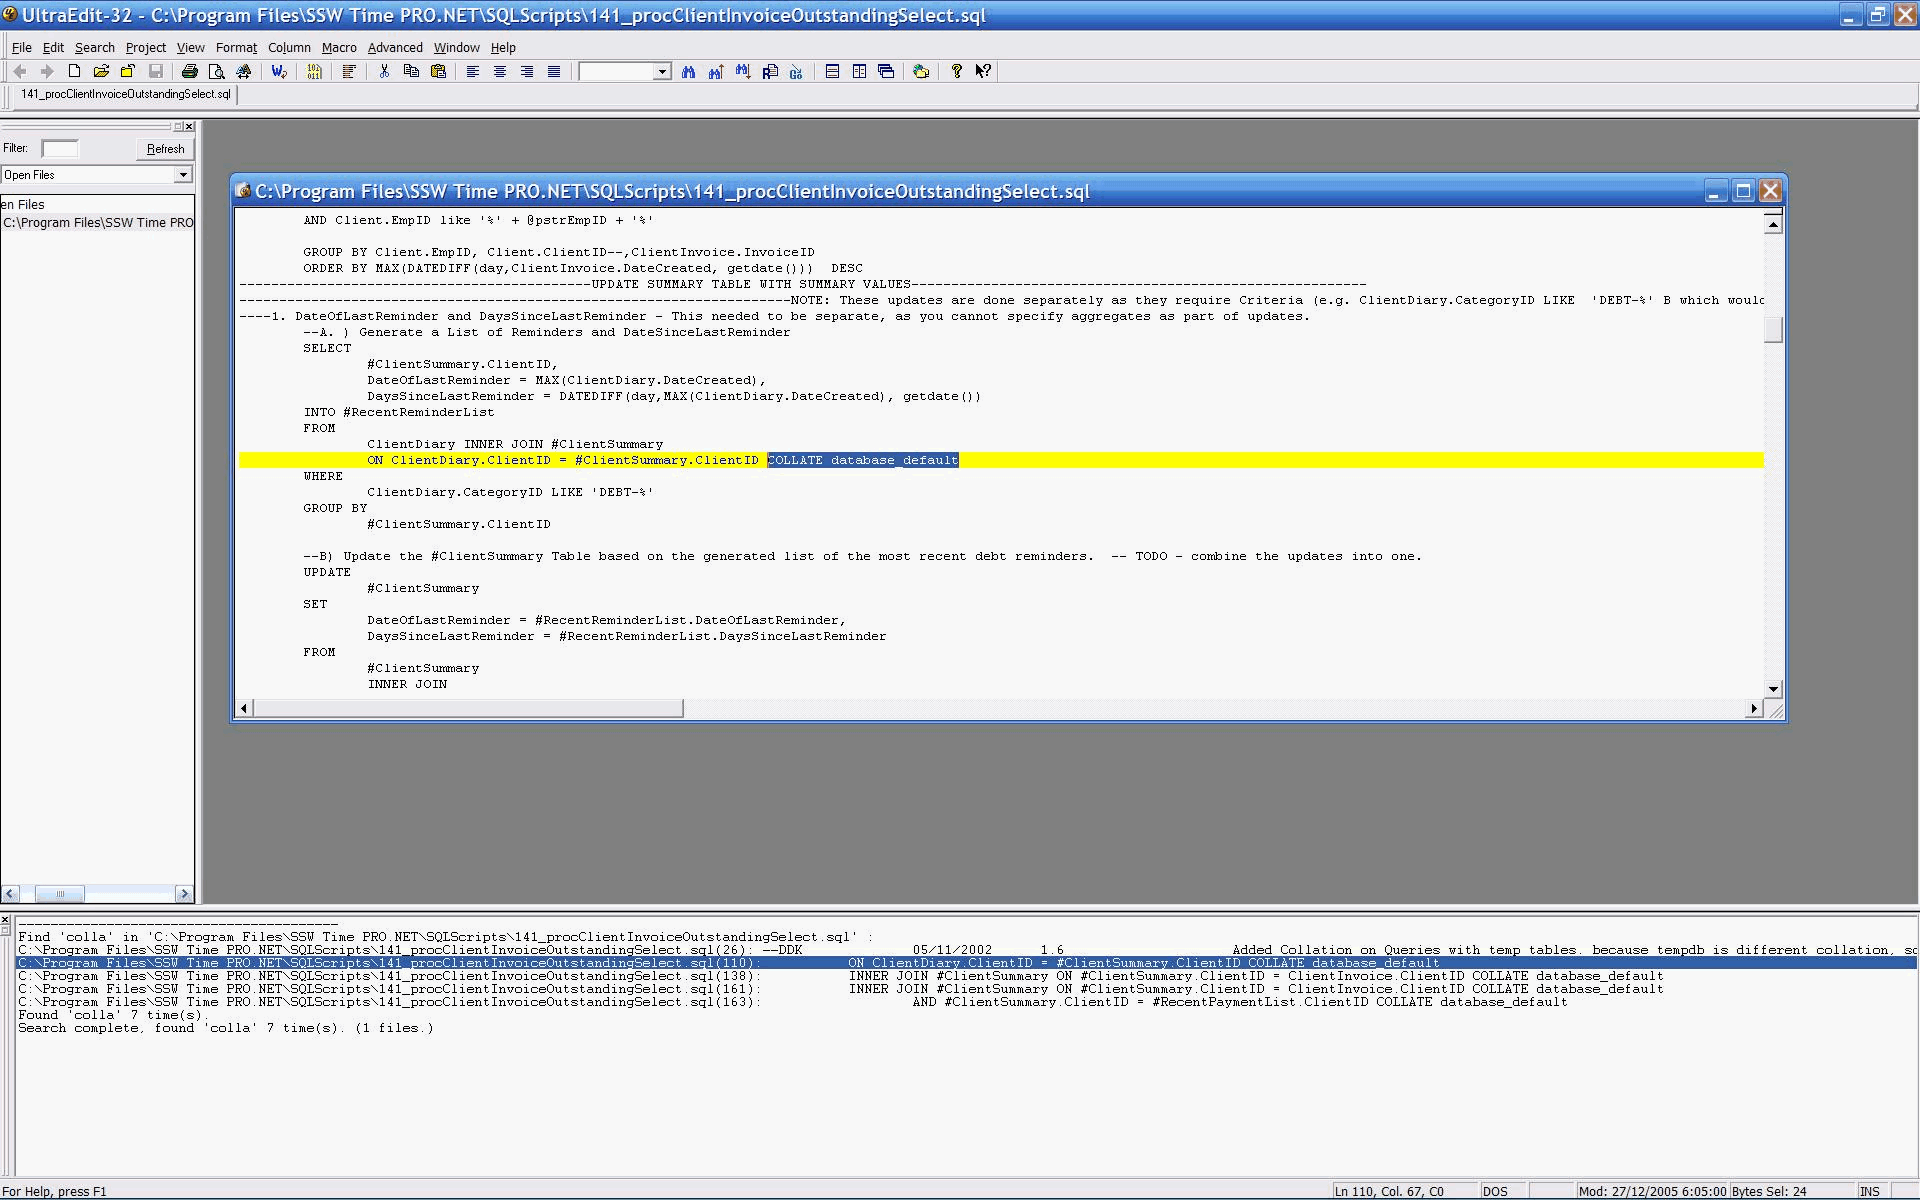 UltraEdit-32 - C:\Program Files\SSW Time PRO.NET\SQLScripts\141_procClientInvoiceOutstandingSelect.sql
File Edit Search Project View Format Column Macro Advanced Window Help
141_procClientInvoiceOutstandingSelect.sql
Filter: Refresh
Open Files
en Files
C:\Program Files\SSW Time PRO
C:\Program Files\SSW Time PRO.NET\SQLScripts\141_procClientInvoiceOutstandingSelect.sql
AND Client.EmpID like '%' + @pstrEmpID + '%'
GROUP BY Client.EmpID, Client.ClientID--,ClientInvoice.InvoiceID
ORDER BY MAX(DATEDIFF(day,ClientInvoice.DateCreated, getdate())) DESC
--------------------------------------------UPDATE SUMMARY TABLE WITH SUMMARY VALUES---------------------------------------------------------
---------------------------------------------------------------------NOTE: These updates are done separately as they require Criteria (e.g. ClientDiary.CategoryID LIKE 'DEBT-%' B which would
----1. DateOfLastReminder and DaysSinceLastReminder - This needed to be separate, as you cannot specify aggregates as part of updates.
--A. ) Generate a List of Reminders and DateSinceLastReminder
SELECT
#ClientSummary.ClientID,
DateOfLastReminder = MAX(ClientDiary.DateCreated),
DaysSinceLastReminder = DATEDIFF(day,MAX(ClientDiary.DateCreated), getdate())
INTO #RecentReminderList
FROM
ClientDiary INNER JOIN #ClientSummary
ON ClientDiary.ClientID = #ClientSummary.ClientID COLLATE database_default
WHERE
ClientDiary.CategoryID LIKE 'DEBT-%'
GROUP BY
#ClientSummary.ClientID
--B) Update the #ClientSummary Table based on the generated list of the most recent debt reminders. -- TODO - combine the updates into one.
UPDATE
#ClientSummary
SET
DateOfLastReminder = #RecentReminderList.DateOfLastReminder,
DaysSinceLastReminder = #RecentReminderList.DaysSinceLastReminder
FROM
#ClientSummary
INNER JOIN
----------------------------------------
Find 'colla' in 'C:\Program Files\SSW Time PRO.NET\SQLScripts\141_procClientInvoiceOutstandingSelect.sql' :
C:\Program Files\SSW Time PRO.NET\SQLScripts\141_procClientInvoiceOutstandingSelect.sql(26): --DDK 05/11/2002 1.6 Added Collation on Queries with temp tables. because tempdb is different collation, so
C:\Program Files\SSW Time PRO.NET\SQLScripts\141_procClientInvoiceOutstandingSelect.sql(110): ON ClientDiary.ClientID = #ClientSummary.ClientID COLLATE database_default
C:\Program Files\SSW Time PRO.NET\SQLScripts\141_procClientInvoiceOutstandingSelect.sql(138): INNER JOIN #ClientSummary ON #ClientSummary.ClientID = ClientInvoice.ClientID COLLATE database_default
C:\Program Files\SSW Time PRO.NET\SQLScripts\141_procClientInvoiceOutstandingSelect.sql(161): INNER JOIN #ClientSummary ON #ClientSummary.ClientID = ClientInvoice.ClientID COLLATE database_default
C:\Program Files\SSW Time PRO.NET\SQLScripts\141_procClientInvoiceOutstandingSelect.sql(163): AND #ClientSummary.ClientID = #RecentPaymentList.ClientID COLLATE database_default
Found 'colla' 7 time(s).
Search complete, found 'colla' 7 time(s). (1 files.)
For Help, press F1 Ln 110, Col. 67, C0 DOS Mod: 27/12/2005 6:05:00 Bytes Sel: 24 INS